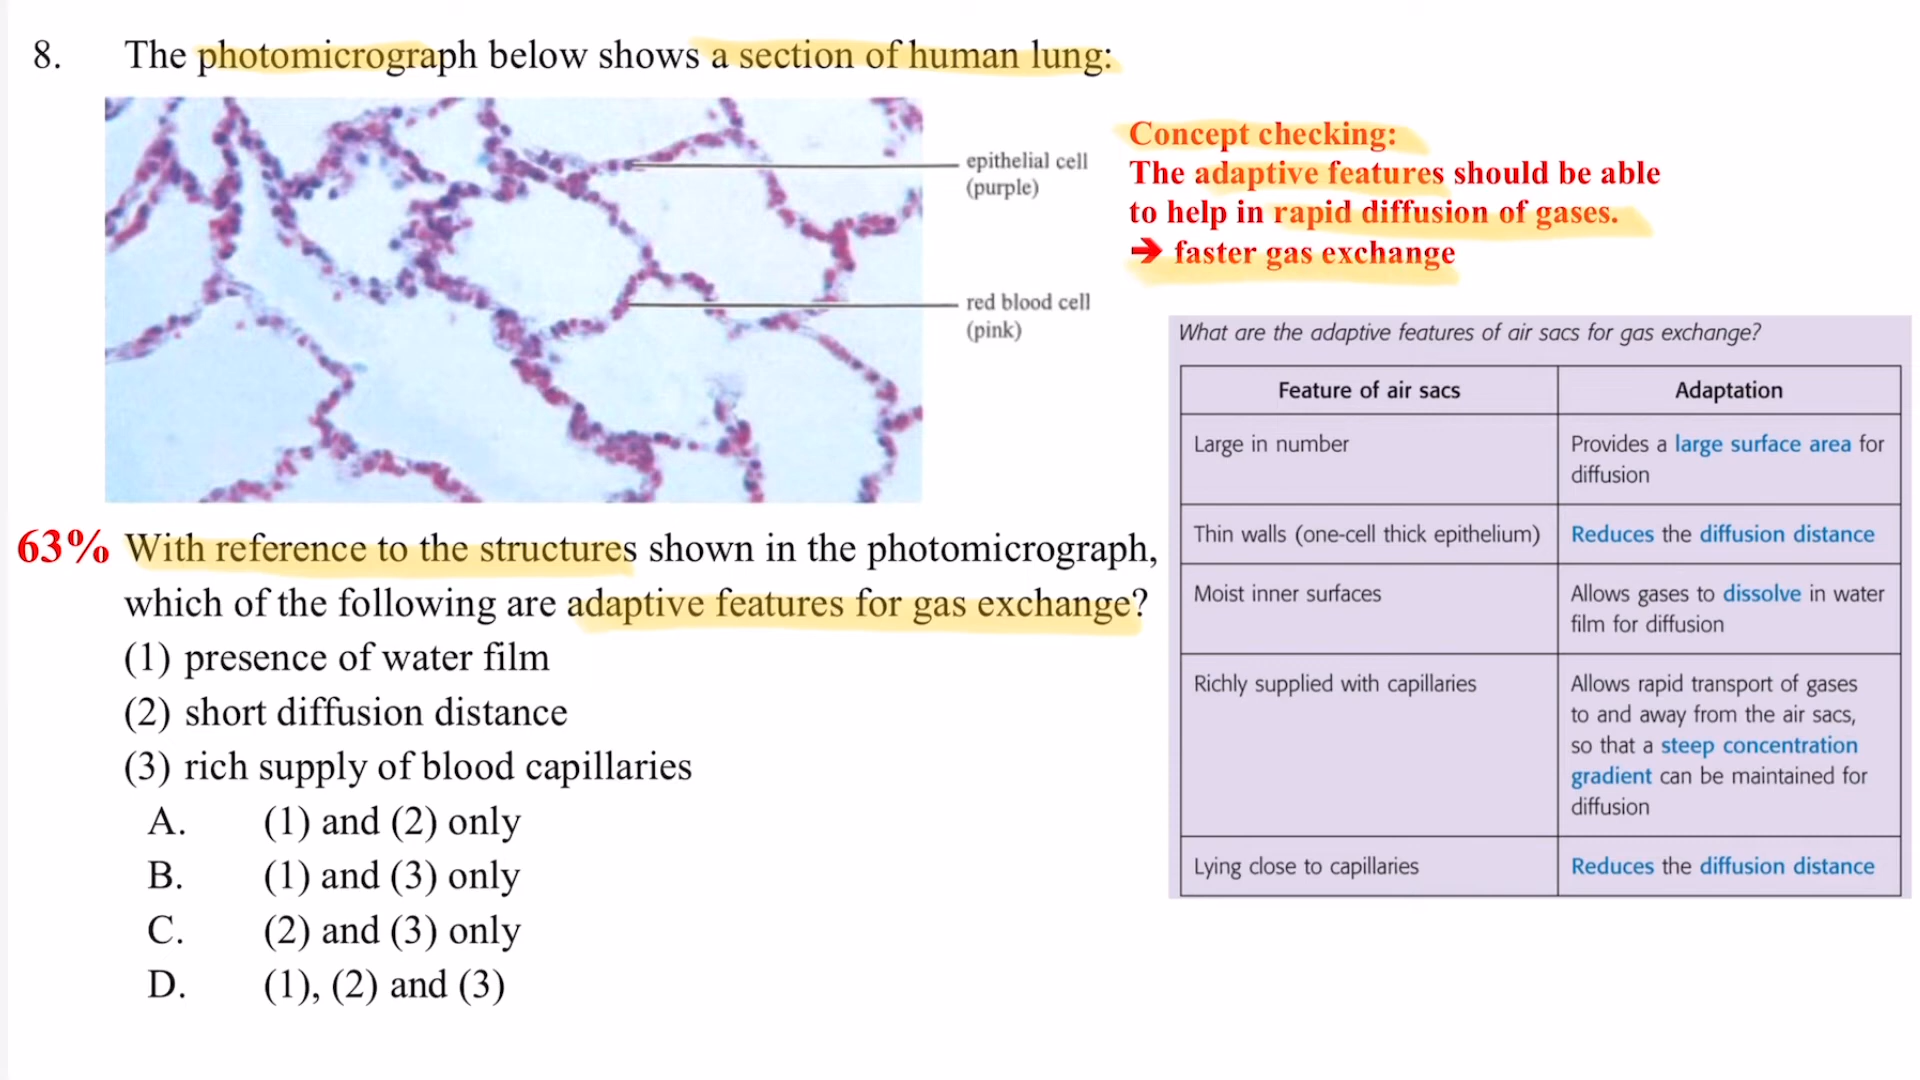 8. The photomicrograph below shows a section of human lung:
epithelial cell
(purple)
red blood cell
(pink)
Concept checking:
The adaptive features should be able
to help in rapid diffusion of gases.
➔ faster gas exchange
63% With reference to the structures shown in the photomicrograph,
which of the following are adaptive features for gas exchange?
(1) presence of water film
(2) short diffusion distance
(3) rich supply of blood capillaries
A. (1) and (2) only
B. (1) and (3) only
C. (2) and (3) only
D. (1), (2) and (3)
What are the adaptive features of air sacs for gas exchange?
Feature of air sacs Adaptation
Large in number Provides a large surface area for
diffusion
Thin walls (one-cell thick epithelium) Reduces the diffusion distance
Moist inner surfaces Allows gases to dissolve in water
film for diffusion
Richly supplied with capillaries Allows rapid transport of gases
to and away from the air sacs,
so that a steep concentration
gradient can be maintained for
diffusion
Lying close to capillaries Reduces the diffusion distance